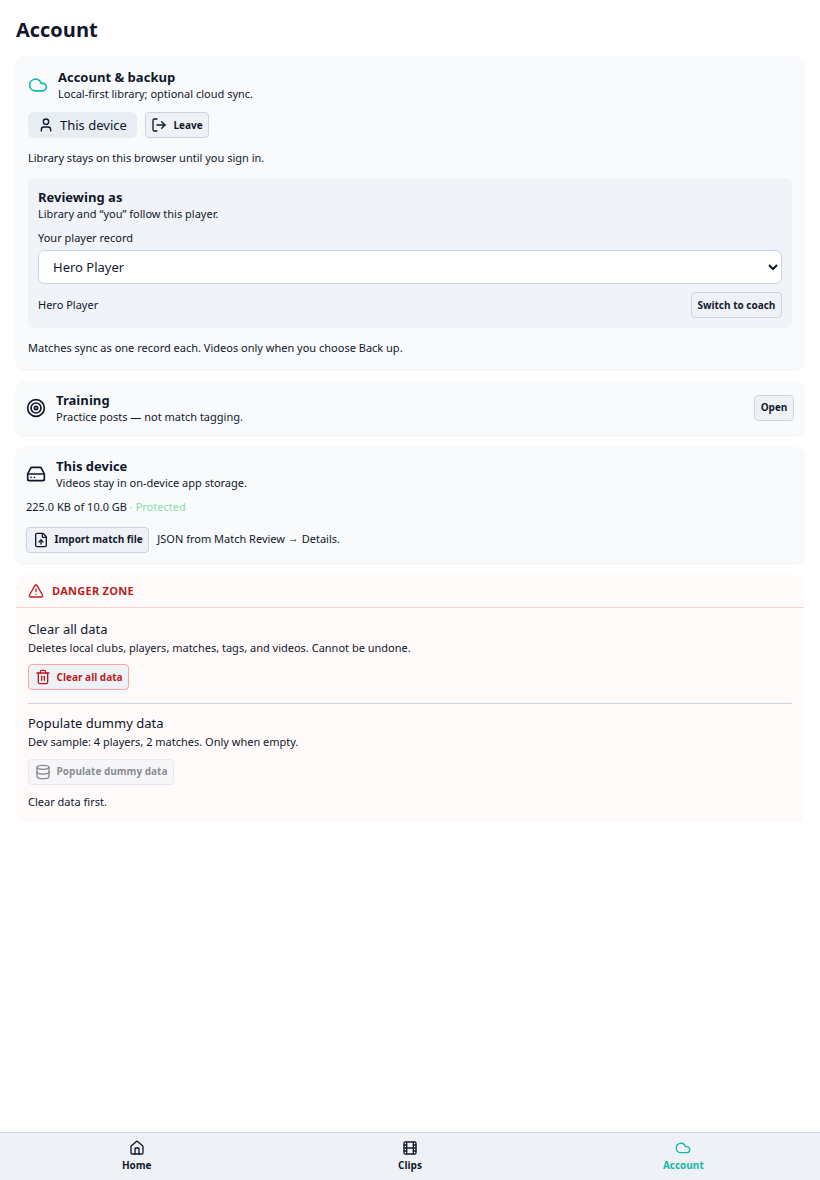 Account
Account & backup
Local-first library; optional cloud sync.
This device
Leave
Library stays on this browser until you sign in.
Reviewing as
Library and “you” follow this player.
Your player record
Hero Player
Hero Player
Switch to coach
Matches sync as one record each. Videos only when you choose Back up.
Training
Practice posts — not match tagging.
Open
This device
Videos stay in on-device app storage.
225.0 KB of 10.0 GB · Protected
Import match file
JSON from Match Review → Details.
DANGER ZONE
Clear all data
Deletes local clubs, players, matches, tags, and videos. Cannot be undone.
Clear all data
Populate dummy data
Dev sample: 4 players, 2 matches. Only when empty.
Populate dummy data
Clear data first.
Home
Clips
Account